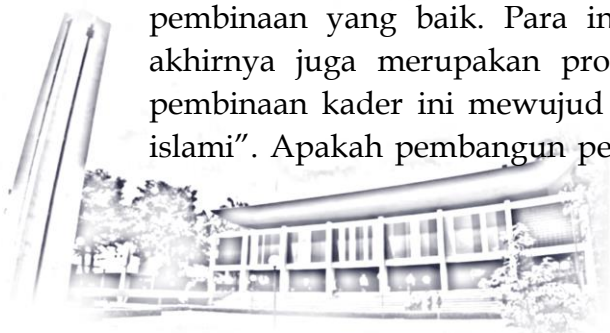 pembinaan yang baik. Para in
akhirnya juga merupakan pro
pembinaan kader ini mewujud
islami”. Apakah pembangun pe